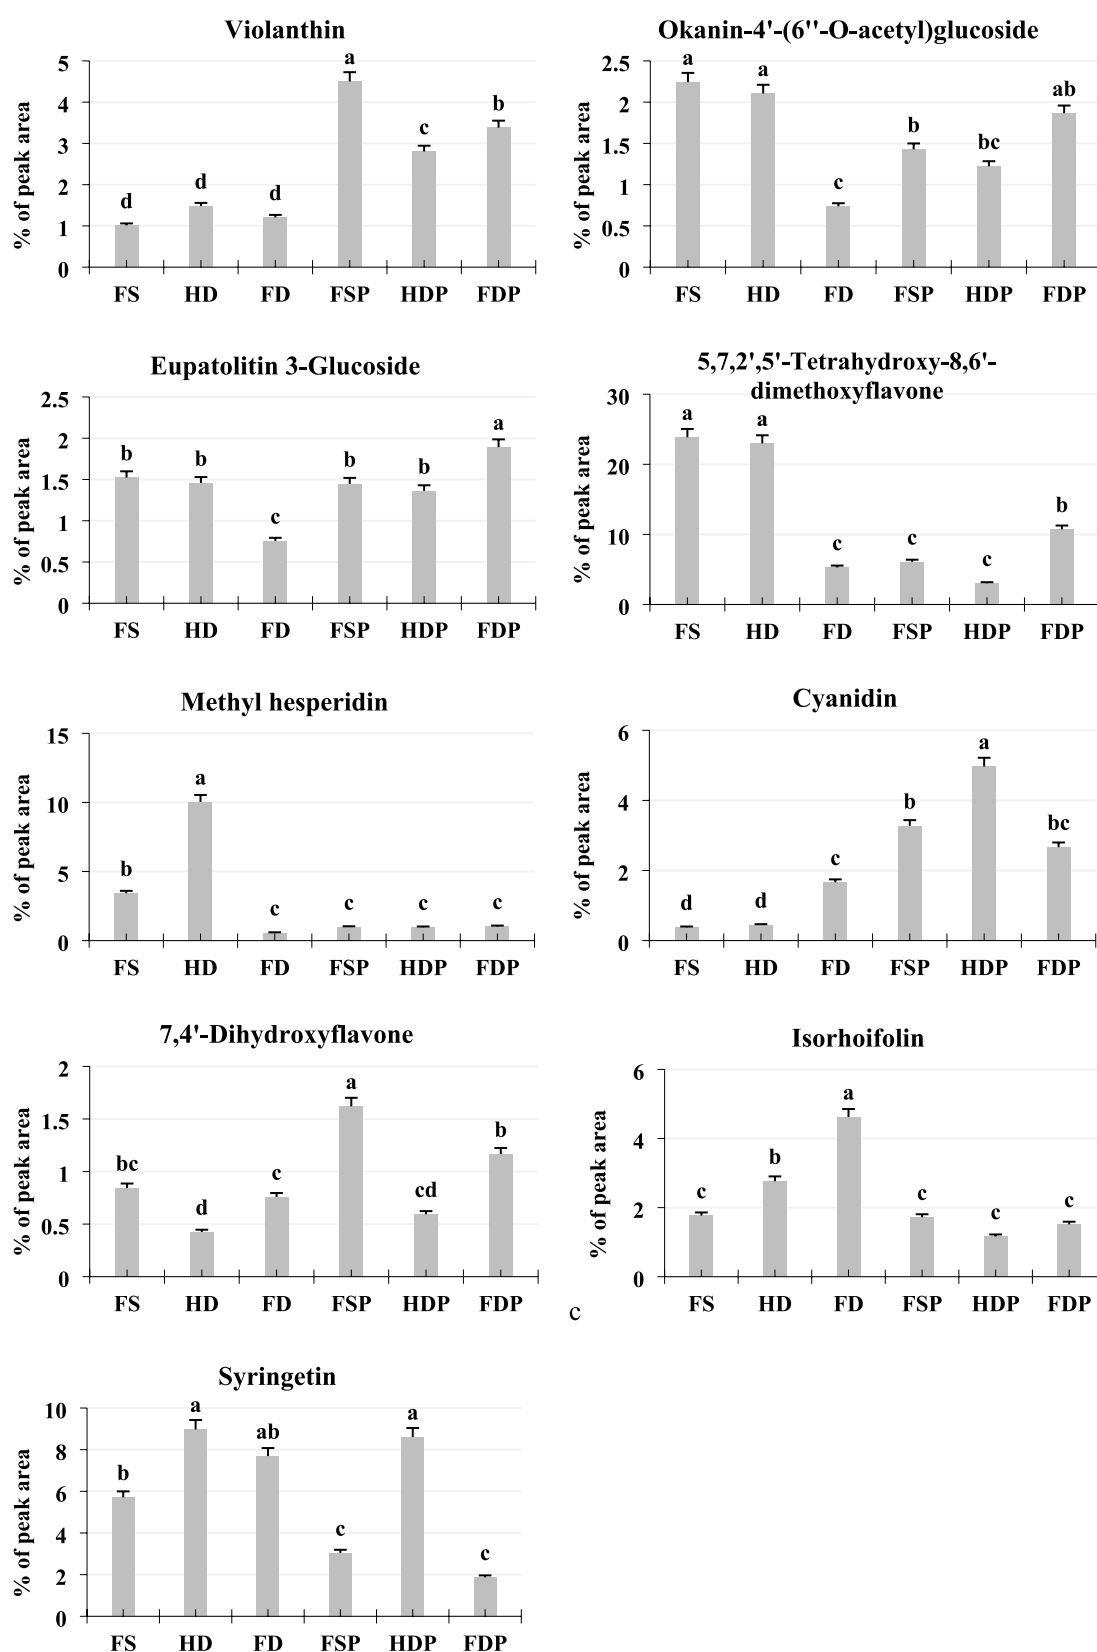 Violanthin
% of peak area
5
4
3
2
1
0
d
d
d
a
c
b
FS HD FD FSP HDP FDP
Okanin-4'-(6''-O-acetyl)glucoside
% of peak area
2.5
2
1.5
1
0.5
0
a
a
c
b
bc
ab
FS HD FD FSP HDP FDP
Eupatolitin 3-Glucoside
% of peak area
2.5
2
1.5
1
0.5
0
b
b
c
b
b
a
FS HD FD FSP HDP FDP
5,7,2',5'-Tetrahydroxy-8,6'-
dimethoxyflavone
% of peak area
30
20
10
0
a
a
c
c
c
b
FS HD FD FSP HDP FDP
Methyl hesperidin
% of peak area
15
10
5
0
b
a
c
c
c
c
FS HD FD FSP HDP FDP
Cyanidin
% of peak area
6
4
2
0
d
d
c
b
a
bc
FS HD FD FSP HDP FDP
7,4'-Dihydroxyflavone
% of peak area
2
1.5
1
0.5
0
bc
d
c
a
cd
b
FS HD FD FSP HDP FDP
c
Isorhoifolin
% of peak area
6
4
2
0
c
b
a
c
c
c
FS HD FD FSP HDP FDP
Syringetin
% of peak area
10
8
6
4
2
0
b
a
ab
c
a
c
FS HD FD FSP HDP FDP